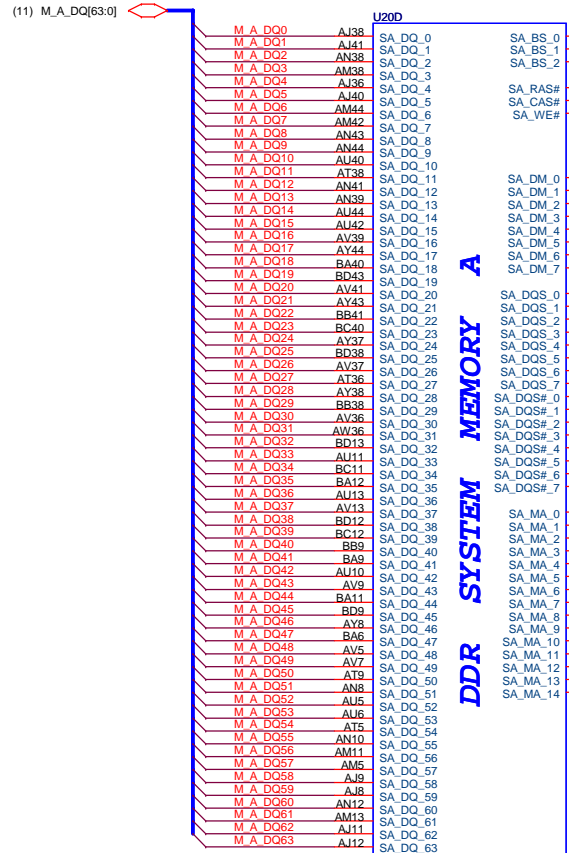 (11) M_A_DQ[63:0]
U20D
M_A_DQ0 AJ38 SA_DQ_0 SA_BS_0
M_A_DQ1 AJ41 SA_DQ_1 SA_BS_1
M_A_DQ2 AN38 SA_DQ_2 SA_BS_2
M_A_DQ3 AM38 SA_DQ_3
M_A_DQ4 AJ36 SA_DQ_4 SA_RAS#
M_A_DQ5 AJ40 SA_DQ_5 SA_CAS#
M_A_DQ6 AM44 SA_DQ_6 SA_WE#
M_A_DQ7 AM42 SA_DQ_7
M_A_DQ8 AN43 SA_DQ_8
M_A_DQ9 AN44 SA_DQ_9
M_A_DQ10 AU40 SA_DQ_10
M_A_DQ11 AT38 SA_DQ_11 SA_DM_0
M_A_DQ12 AN41 SA_DQ_12 SA_DM_1
M_A_DQ13 AN39 SA_DQ_13 SA_DM_2
M_A_DQ14 AU44 SA_DQ_14 SA_DM_3
M_A_DQ15 AU42 SA_DQ_15 SA_DM_4
M_A_DQ16 AV39 SA_DQ_16 SA_DM_5
M_A_DQ17 AY44 SA_DQ_17 SA_DM_6
M_A_DQ18 BA40 SA_DQ_18 SA_DM_7
M_A_DQ19 BD43 SA_DQ_19
M_A_DQ20 AV41 SA_DQ_20 SA_DQS_0
M_A_DQ21 AY43 SA_DQ_21 SA_DQS_1
M_A_DQ22 BB41 SA_DQ_22 SA_DQS_2
M_A_DQ23 BC40 SA_DQ_23 SA_DQS_3
M_A_DQ24 AY37 SA_DQ_24 SA_DQS_4
M_A_DQ25 BD38 SA_DQ_25 SA_DQS_5
M_A_DQ26 AV37 SA_DQ_26 SA_DQS_6
M_A_DQ27 AT36 SA_DQ_27 SA_DQS_7
M_A_DQ28 AY38 SA_DQ_28 SA_DQS#_0
M_A_DQ29 BB38 SA_DQ_29 SA_DQS#_1
M_A_DQ30 AV36 SA_DQ_30 SA_DQS#_2
M_A_DQ31 AW36 SA_DQ_31 SA_DQS#_3
M_A_DQ32 BD13 SA_DQ_32 SA_DQS#_4
M_A_DQ33 AU11 SA_DQ_33 SA_DQS#_5
M_A_DQ34 BC11 SA_DQ_34 SA_DQS#_6
M_A_DQ35 BA12 SA_DQ_35 SA_DQS#_7
M_A_DQ36 AU13 SA_DQ_36
M_A_DQ37 AV13 SA_DQ_37 SA_MA_0
M_A_DQ38 BD12 SA_DQ_38 SA_MA_1
M_A_DQ39 BC12 SA_DQ_39 SA_MA_2
M_A_DQ40 BB9 SA_DQ_40 SA_MA_3
M_A_DQ41 BA9 SA_DQ_41 SA_MA_4
M_A_DQ42 AU10 SA_DQ_42 SA_MA_5
M_A_DQ43 AV9 SA_DQ_43 SA_MA_6
M_A_DQ44 BA11 SA_DQ_44 SA_MA_7
M_A_DQ45 BD9 SA_DQ_45 SA_MA_8
M_A_DQ46 AY8 SA_DQ_46 SA_MA_9
M_A_DQ47 BA6 SA_DQ_47 SA_MA_10
M_A_DQ48 AV5 SA_DQ_48 SA_MA_11
M_A_DQ49 AV7 SA_DQ_49 SA_MA_12
M_A_DQ50 AT9 SA_DQ_50 SA_MA_13
M_A_DQ51 AN8 SA_DQ_51 SA_MA_14
M_A_DQ52 AU5 SA_DQ_52
M_A_DQ53 AU6 SA_DQ_53
M_A_DQ54 AT5 SA_DQ_54
M_A_DQ55 AN10 SA_DQ_55
M_A_DQ56 AM11 SA_DQ_56
M_A_DQ57 AM5 SA_DQ_57
M_A_DQ58 AJ9 SA_DQ_58
M_A_DQ59 AJ8 SA_DQ_59
M_A_DQ60 AN12 SA_DQ_60
M_A_DQ61 AM13 SA_DQ_61
M_A_DQ62 AJ11 SA_DQ_62
M_A_DQ63 AJ12 SA_DQ_63
DDR SYSTEM MEMORY A